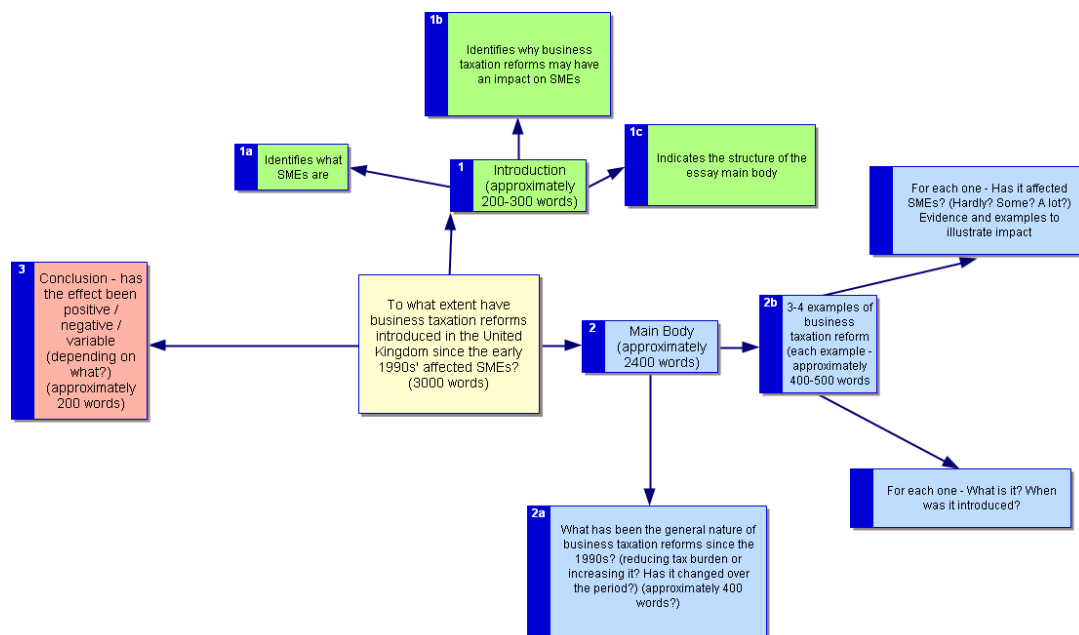 1b
Identifies why business
taxation reforms may have
an impact on SMEs
1a
Identifies what
SMEs are
1
Introduction
(approximately
200-300 words)
1c
Indicates the structure of the
essay main body
For each one - Has it affected
SMEs? (Hardly? Some? A lot?)
Evidence and examples to
illustrate impact
3
Conclusion - has
the effect been
positive /
negative /
variable
(depending on
what?)
(approximately
200 words)
To what extent have
business taxation reforms
introduced in the United
Kingdom since the early
1990s' affected SMEs?
(3000 words)
2
Main Body
(approximately
2400 words)
2b
3-4 examples of
business
taxation reform
(each example -
approximately
400-500 words
For each one - What is it? When
was it introduced?
2a
What has been the general nature of
business taxation reforms since the
1990s? (reducing tax burden or
increasing it? Has it changed over
the period?) (approximately 400
words?)